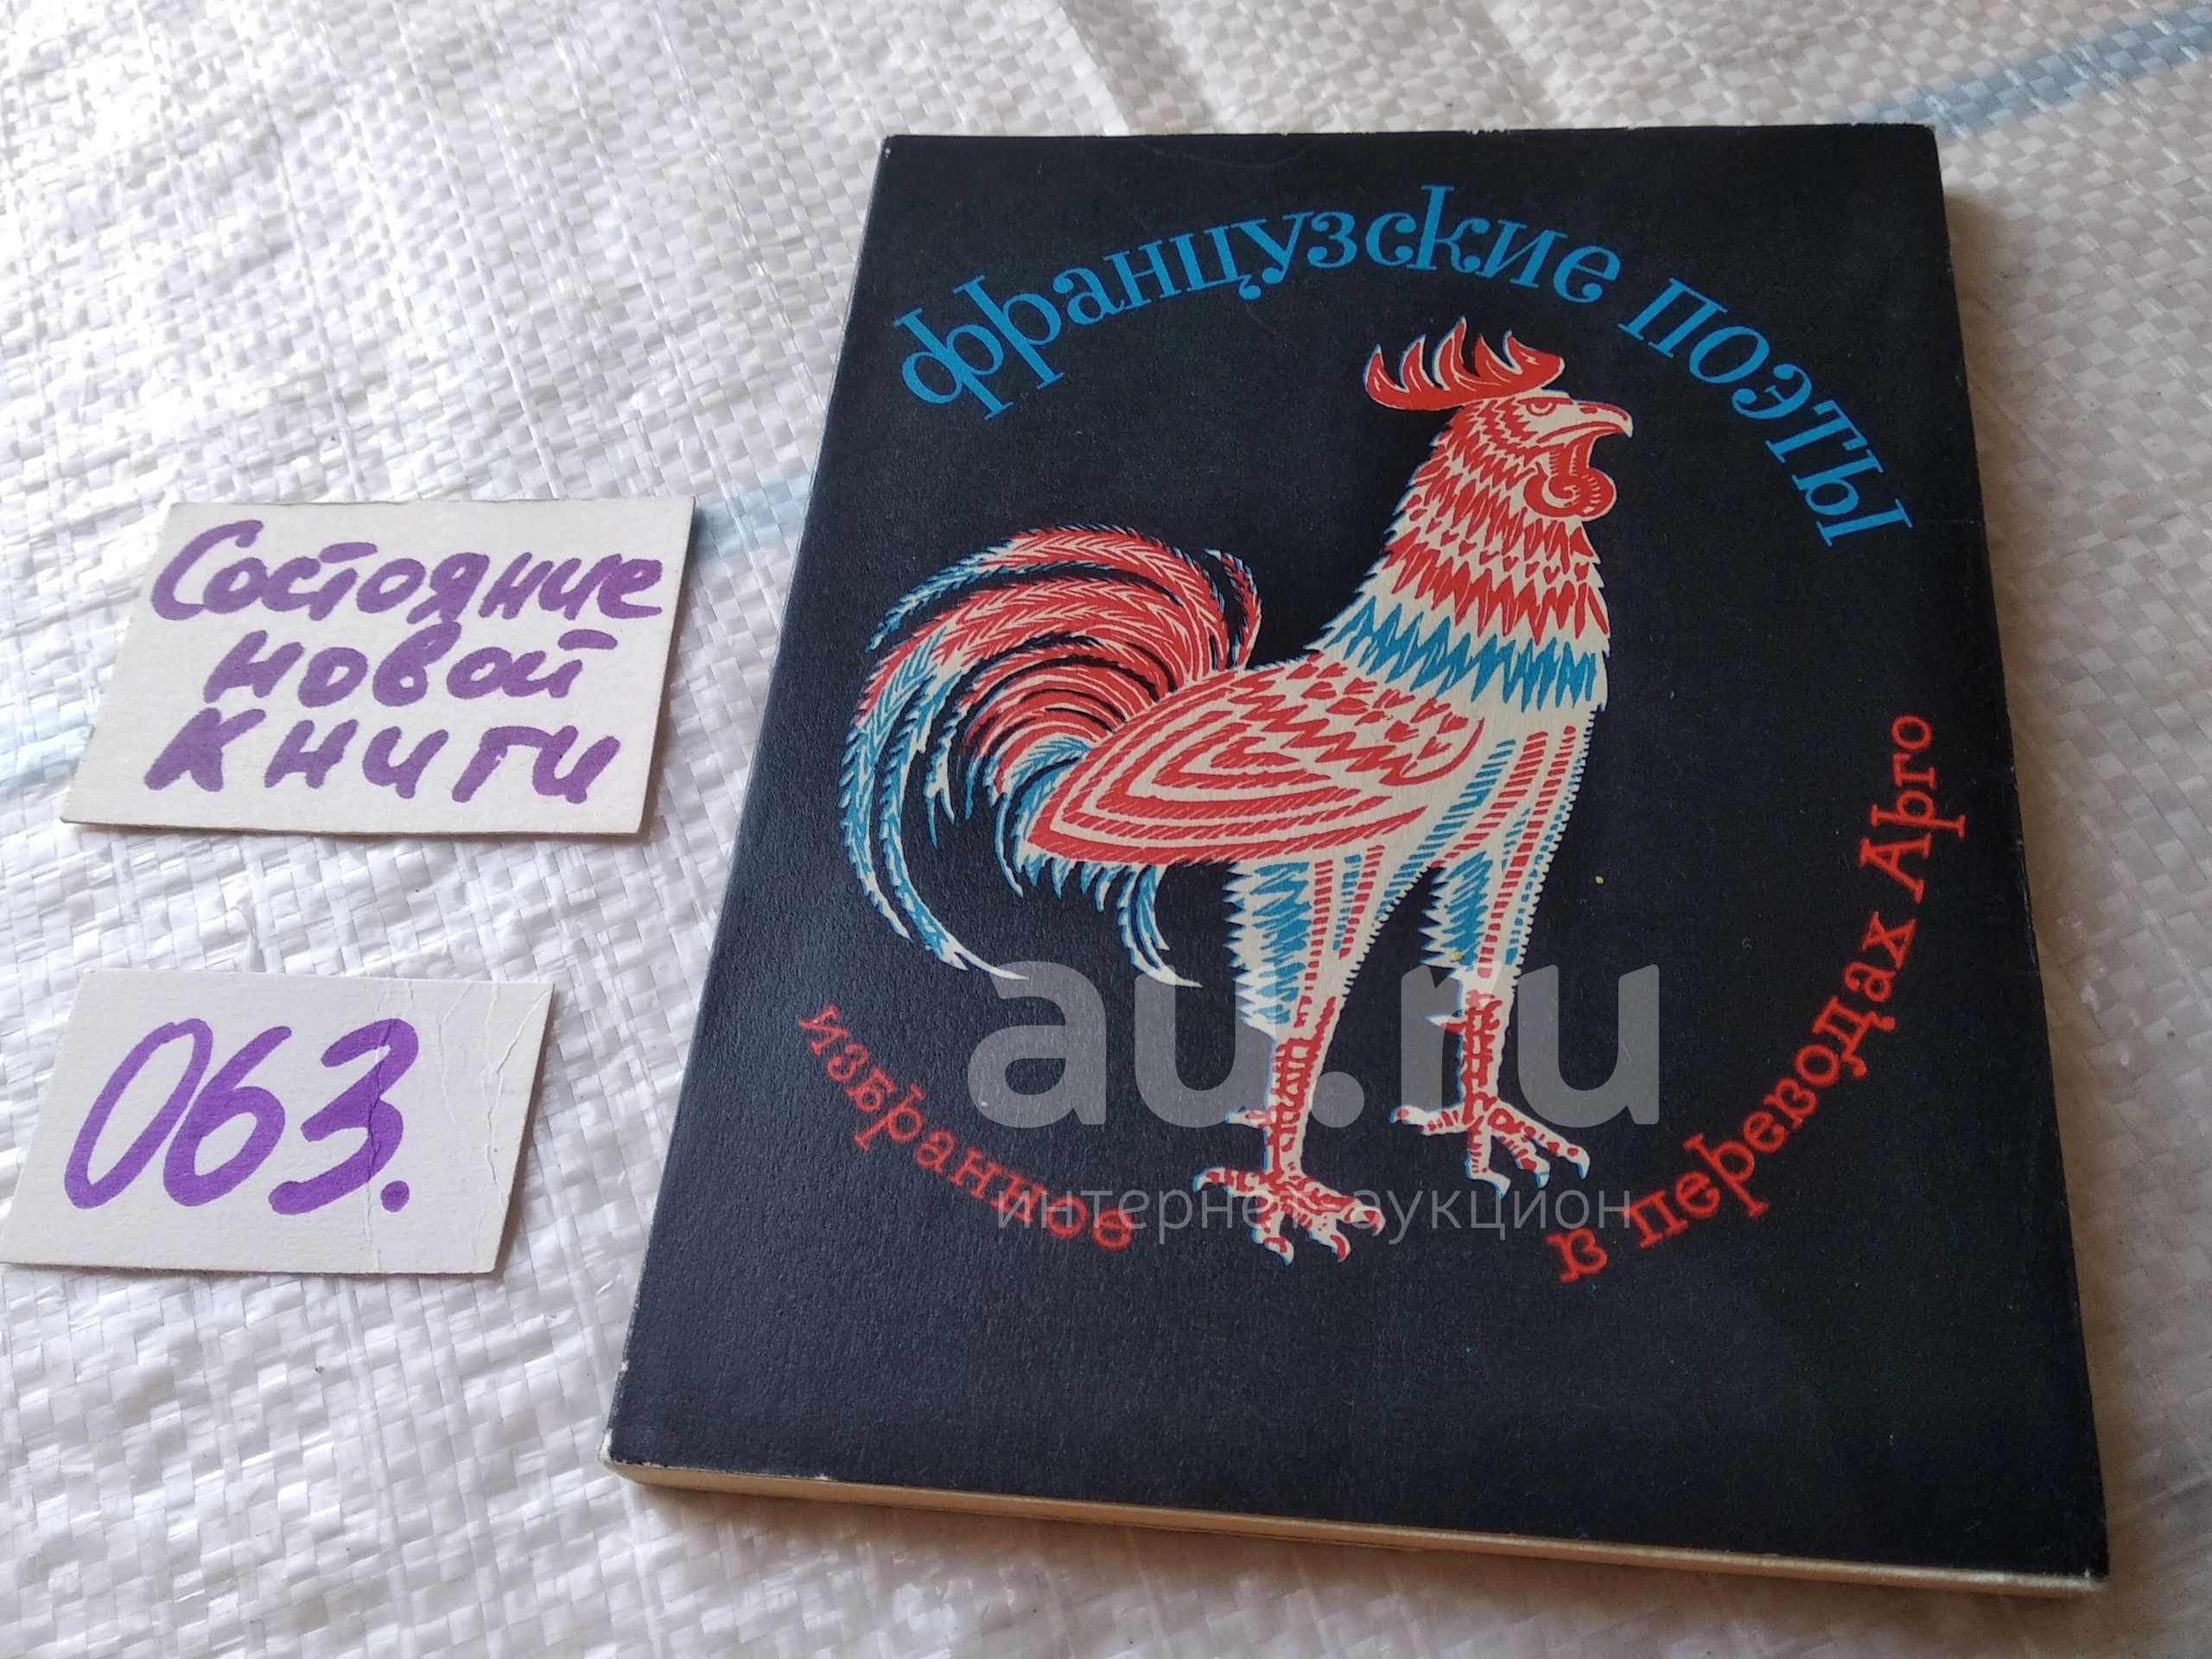 Состояние
новой
книги
063.
французские поэты
избранное
в переводах Арго
au.ru
интернет аукцион